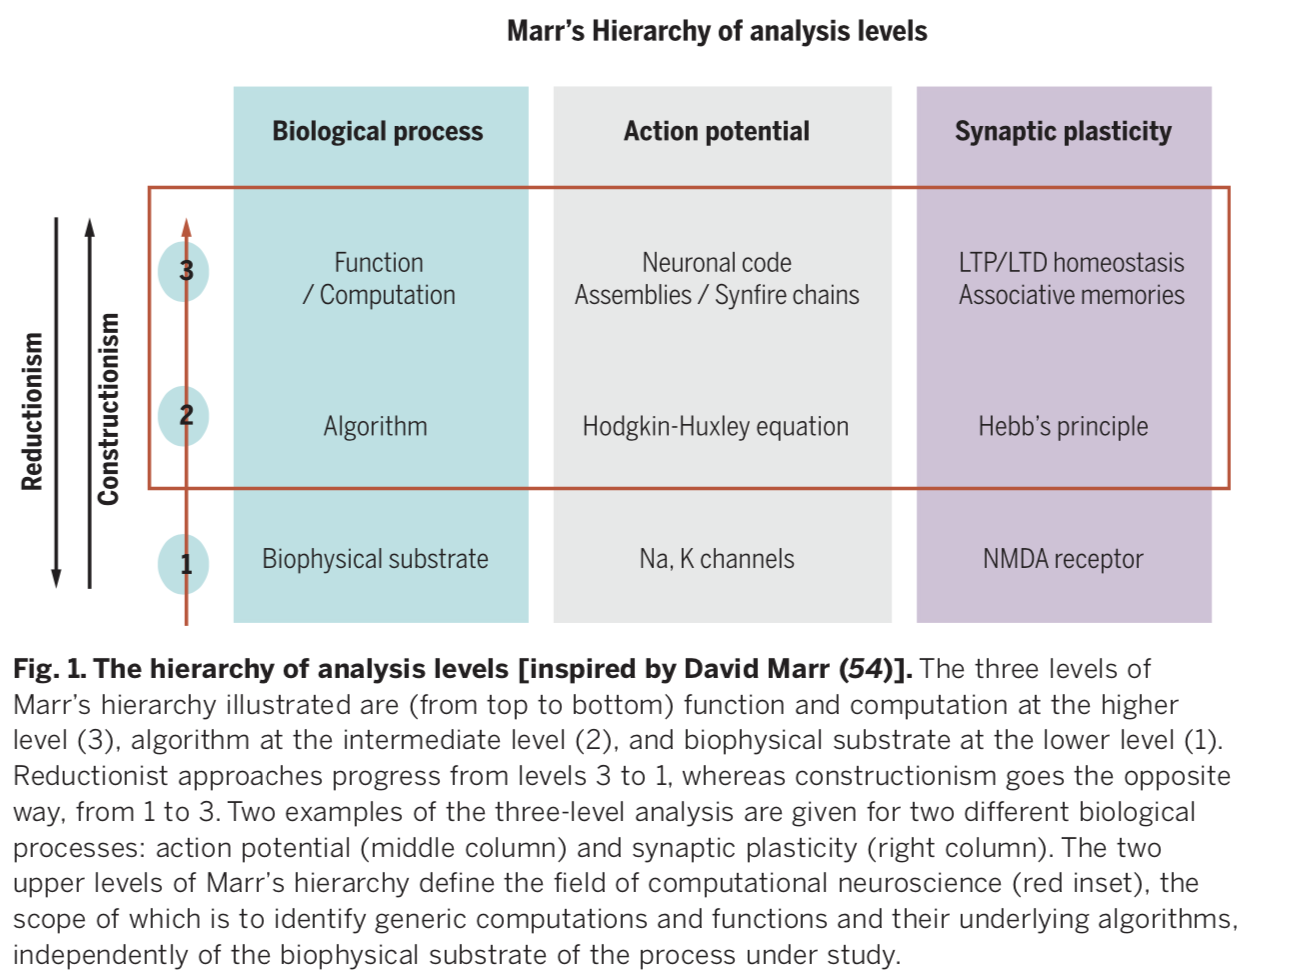 Marr’s Hierarchy of analysis levels
Biological process
Action potential
Synaptic plasticity
Reductionism
Constructionism
3
Function
/ Computation
Neuronal code
Assemblies / Synfire chains
LTP/LTD homeostasis
Associative memories
2
Algorithm
Hodgkin-Huxley equation
Hebb’s principle
1
Biophysical substrate
Na, K channels
NMDA receptor
Fig. 1. The hierarchy of analysis levels [inspired by David Marr (54)]. The three levels of
Marr’s hierarchy illustrated are (from top to bottom) function and computation at the higher
level (3), algorithm at the intermediate level (2), and biophysical substrate at the lower level (1).
Reductionist approaches progress from levels 3 to 1, whereas constructionism goes the opposite
way, from 1 to 3. Two examples of the three-level analysis are given for two different biological
processes: action potential (middle column) and synaptic plasticity (right column). The two
upper levels of Marr’s hierarchy define the field of computational neuroscience (red inset), the
scope of which is to identify generic computations and functions and their underlying algorithms,
independently of the biophysical substrate of the process under study.